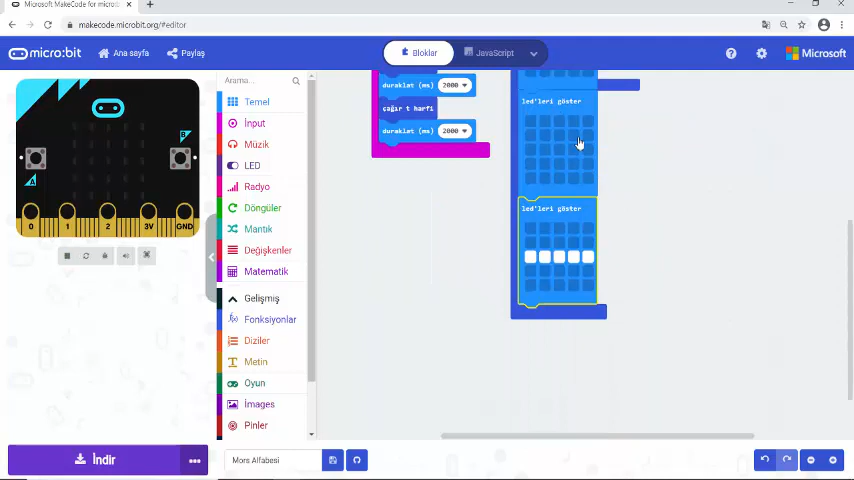 Microsoft MakeCode for micro:
makecode.microbit.org/#editor
micro:bit
Ana sayfa
Paylaş
Bloklar
JavaScript
Microsoft
Arama...
Temel
Input
Müzik
LED
Radyo
Döngüler
Mantık
Değişkenler
Matematik
Gelişmiş
Fonksiyonlar
Diziler
Metin
Oyun
Images
Pinler
duraklat (ms) 2000
çağır t harfi
duraklat (ms) 2000
led'leri göster
led'leri göster
A
B
0 1 2 3V GND
İndir
Mors Alfabesi